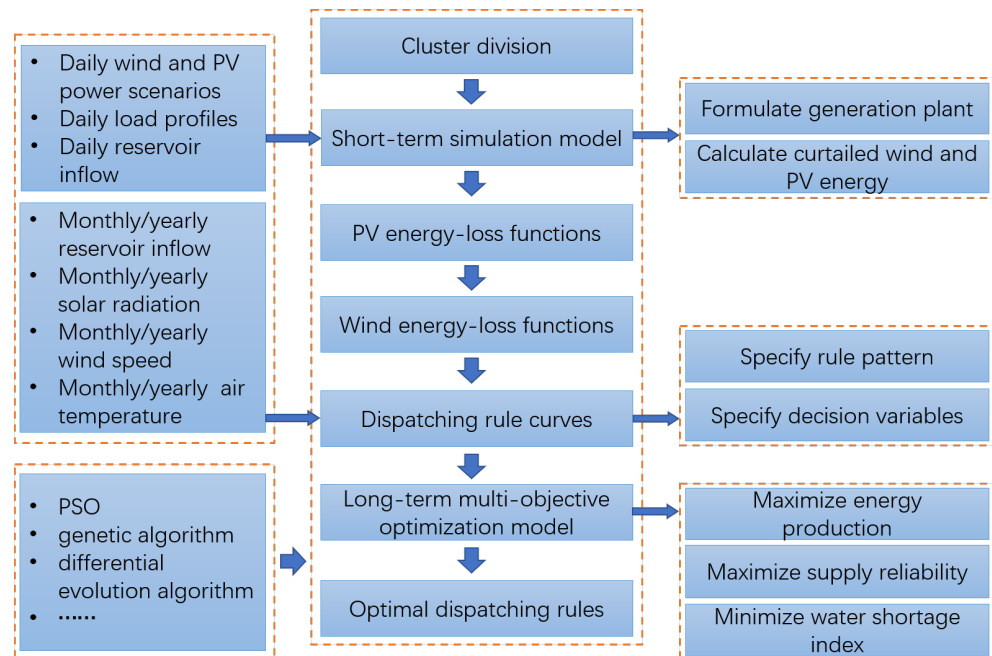 • Daily wind and PV
power scenarios
• Daily load profiles
• Daily reservoir
inflow
• Monthly/yearly
reservoir inflow
• Monthly/yearly
solar radiation
• Monthly/yearly
wind speed
• Monthly/yearly air
temperature
• PSO
• genetic algorithm
• differential
evolution algorithm
• ······
Cluster division
Short-term simulation model
PV energy-loss functions
Wind energy-loss functions
Dispatching rule curves
Long-term multi-objective
optimization model
Optimal dispatching rules
Formulate generation plant
Calculate curtailed wind and
PV energy
Specify rule pattern
Specify decision variables
Maximize energy
production
Maximize supply reliability
Minimize water shortage
index